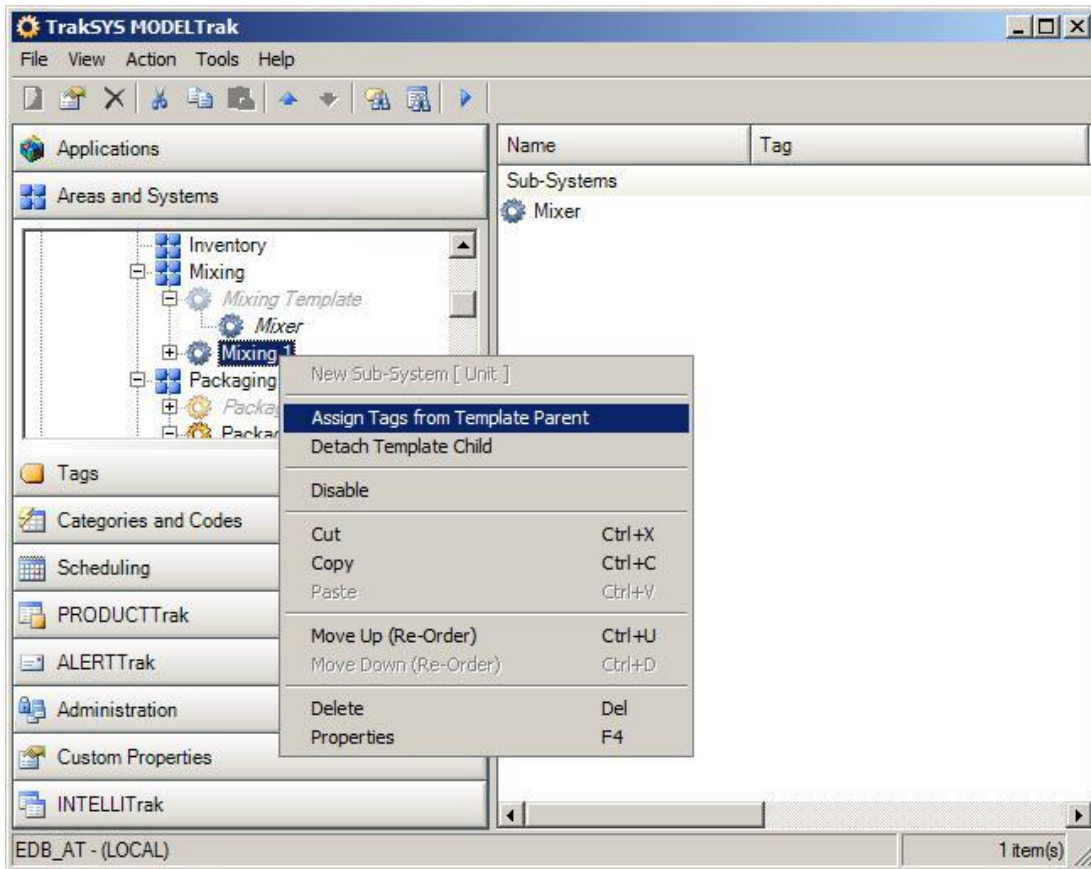 TrakSYS MODELTrak
File View Action Tools Help
Applications
Areas and Systems
Inventory
Mixing
Mixing Template
Mixer
Mixing 1
Packaging
Tags
Categories and Codes
Scheduling
PRODUCTTrak
ALERTTrak
Administration
Custom Properties
INTELLITrak
Name Tag
Sub-Systems
Mixer
New Sub-System [ Unit ]
Assign Tags from Template Parent
Detach Template Child
Disable
Cut Ctrl+X
Copy Ctrl+C
Paste Ctrl+V
Move Up (Re-Order) Ctrl+U
Move Down (Re-Order) Ctrl+D
Delete Del
Properties F4
EDB_AT - (LOCAL) 1 item(s)